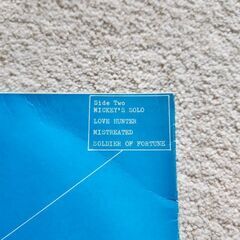 Side Two
MICKEY'S SOLO
LOVE HUNTER
MISTREATED
SOLDIER OF FORTUNE